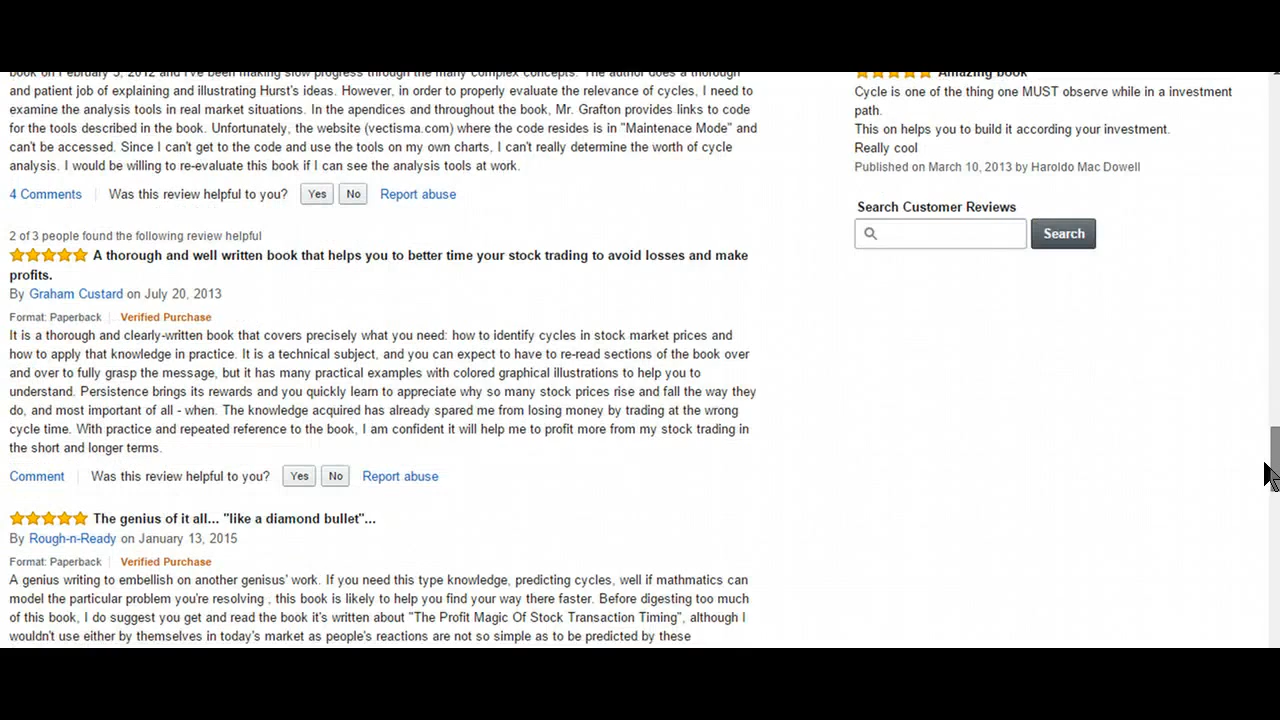 book on February 5, 2012 and I've been making slow progress through the many complex concepts. The author does a thorough
and patient job of explaining and illustrating Hurst's ideas. However, in order to properly evaluate the relevance of cycles, I need to
examine the analysis tools in real market situations. In the apendices and throughout the book, Mr. Grafton provides links to code
for the tools described in the book. Unfortunately, the website (vectisma.com) where the code resides is in "Maintenace Mode" and
can't be accessed. Since I can't get to the code and use the tools on my own charts, I can't really determine the worth of cycle
analysis. I would be willing to re-evaluate this book if I can see the analysis tools at work.
4 Comments Was this review helpful to you? Yes No Report abuse
2 of 3 people found the following review helpful
A thorough and well written book that helps you to better time your stock trading to avoid losses and make
profits.
By Graham Custard on July 20, 2013
Format: Paperback Verified Purchase
It is a thorough and clearly-written book that covers precisely what you need: how to identify cycles in stock market prices and
how to apply that knowledge in practice. It is a technical subject, and you can expect to have to re-read sections of the book over
and over to fully grasp the message, but it has many practical examples with colored graphical illustrations to help you to
understand. Persistence brings its rewards and you quickly learn to appreciate why so many stock prices rise and fall the way they
do, and most important of all - when. The knowledge acquired has already spared me from losing money by trading at the wrong
cycle time. With practice and repeated reference to the book, I am confident it will help me to profit more from my stock trading in
the short and longer terms.
Comment Was this review helpful to you? Yes No Report abuse
The genius of it all... "like a diamond bullet"...
By Rough-n-Ready on January 13, 2015
Format: Paperback Verified Purchase
A genius writing to embellish on another genisus' work. If you need this type knowledge, predicting cycles, well if mathmatics can
model the particular problem you're resolving , this book is likely to help you find your way there faster. Before digesting too much
of this book, I do suggest you get and read the book it's written about "The Profit Magic Of Stock Transaction Timing", although I
wouldn't use either by themselves in today's market as people's reactions are not so simple as to be predicted by these
Amazing book
Cycle is one of the thing one MUST observe while in a investment
path.
This on helps you to build it according your investment.
Really cool
Published on March 10, 2013 by Haroldo Mac Dowell
Search Customer Reviews
Search